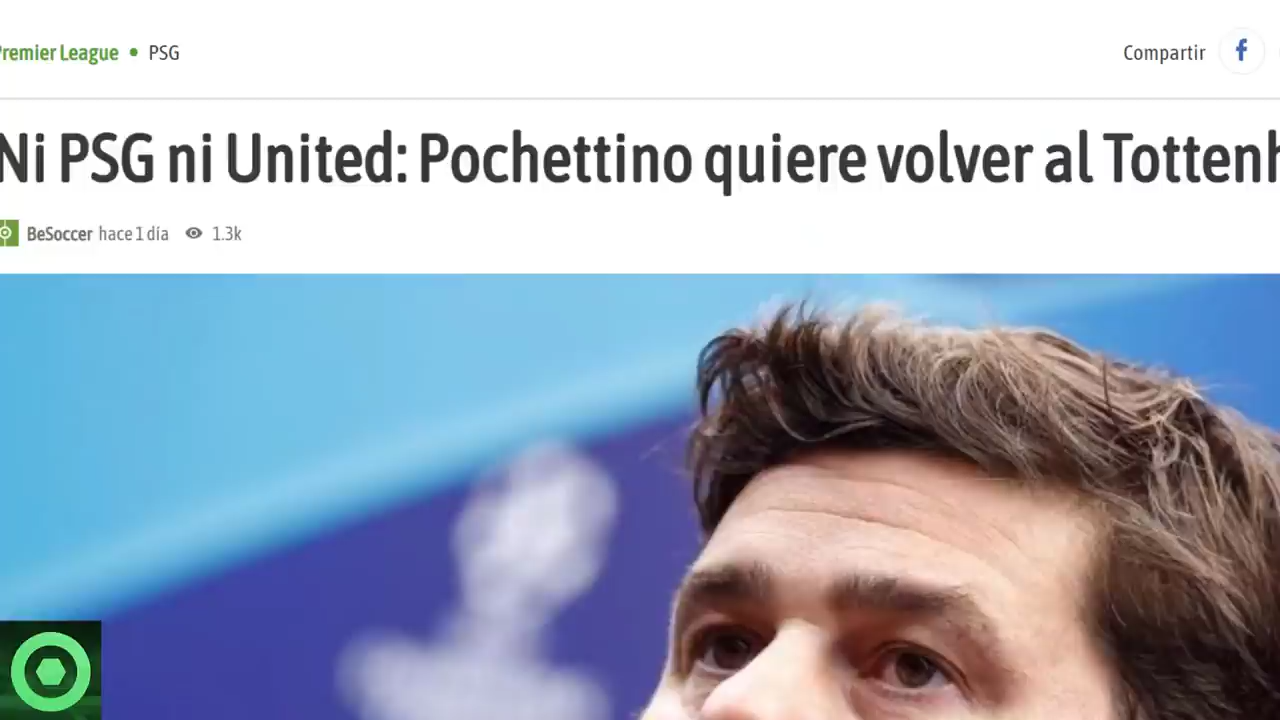 Premier League • PSG
Compartir
Ni PSG ni United: Pochettino quiere volver al Tottenh
BeSoccer hace 1 día 1.3k